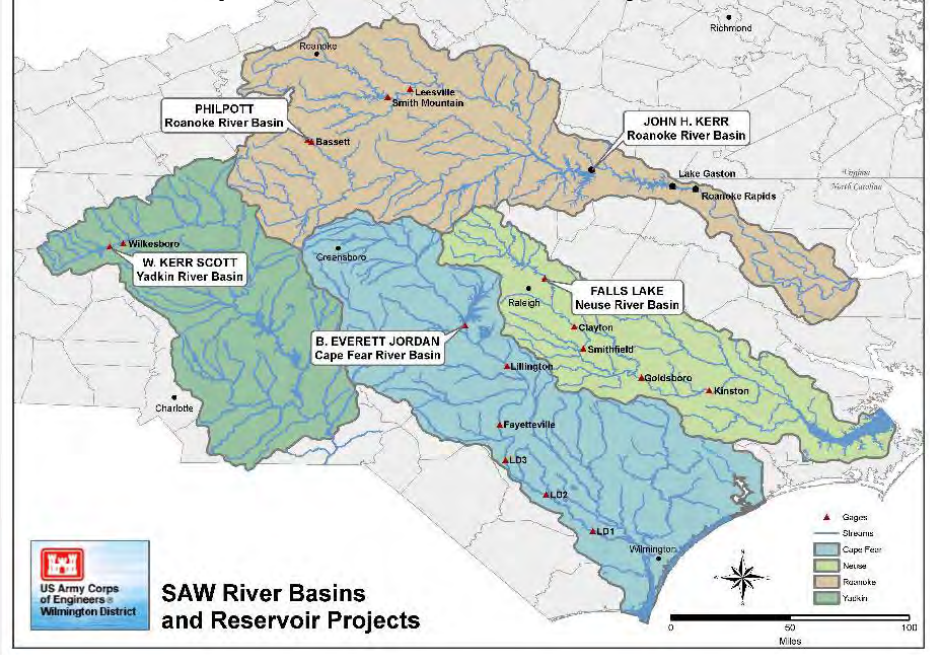 Richmond
Roanoke
Leesville
Smith Mountain
PHILPOTT
Roanoke River Basin
Bassett
JOHN H. KERR
Roanoke River Basin
Lake Gaston
Roanoke Rapids
Virginia
North Carolina
Wilkesboro
W. KERR SCOTT
Yadkin River Basin
Greensboro
FALLS LAKE
Neuse River Basin
Raleigh
B. EVERETT JORDAN
Cape Fear River Basin
Clayton
Smithfield
Lillington
Goldsboro
Kinston
Charlotte
Fayetteville
LD3
LD2
LD1
Wilmington
Gages
Streams
Cape Fear
Neuse
Roanoke
Yadkin
US Army Corps
of Engineers®
Wilmington District
SAW River Basins
and Reservoir Projects
0 50 100
Miles